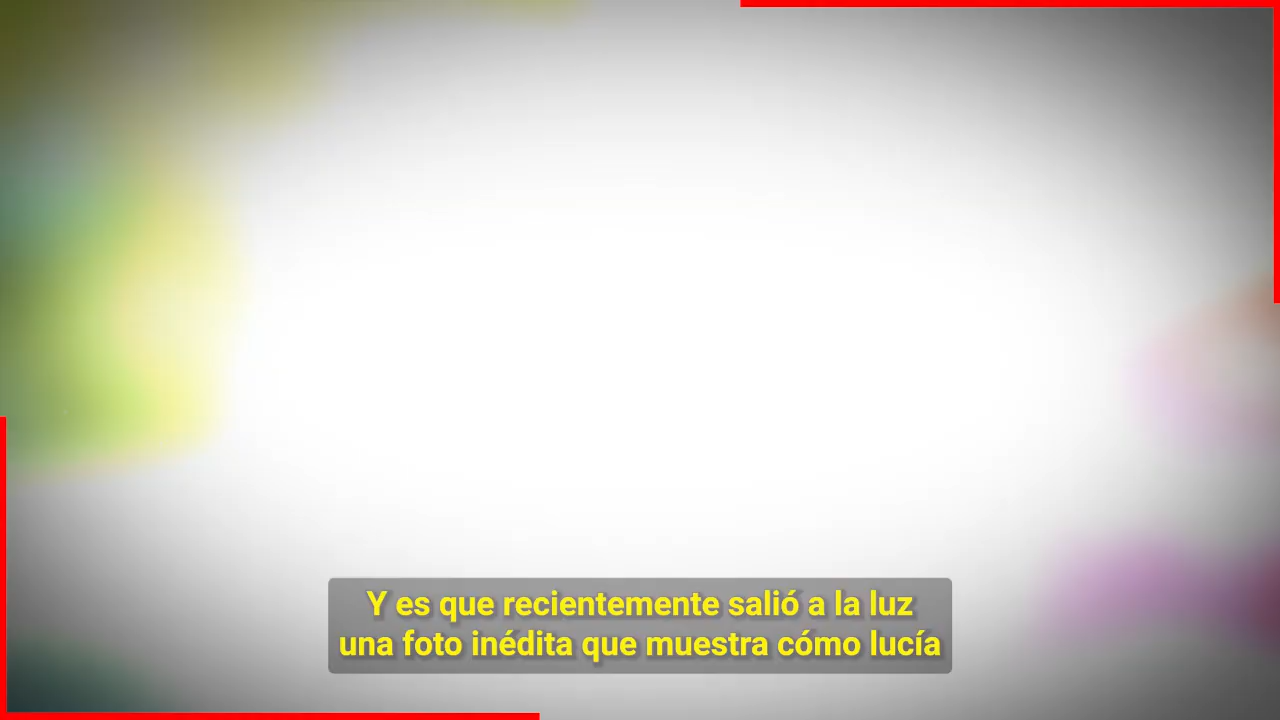 Y es que recientemente salió a la luz
una foto inédita que muestra cómo lucía